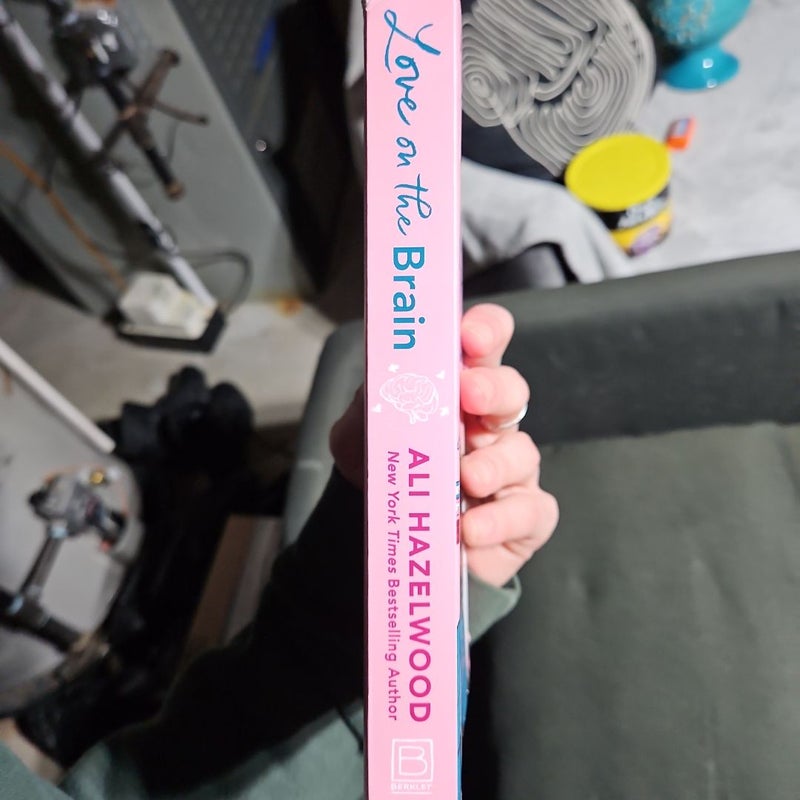 Love on the Brain
ALI HAZELWOOD
New York Times Bestselling Author
B
BERKLEY